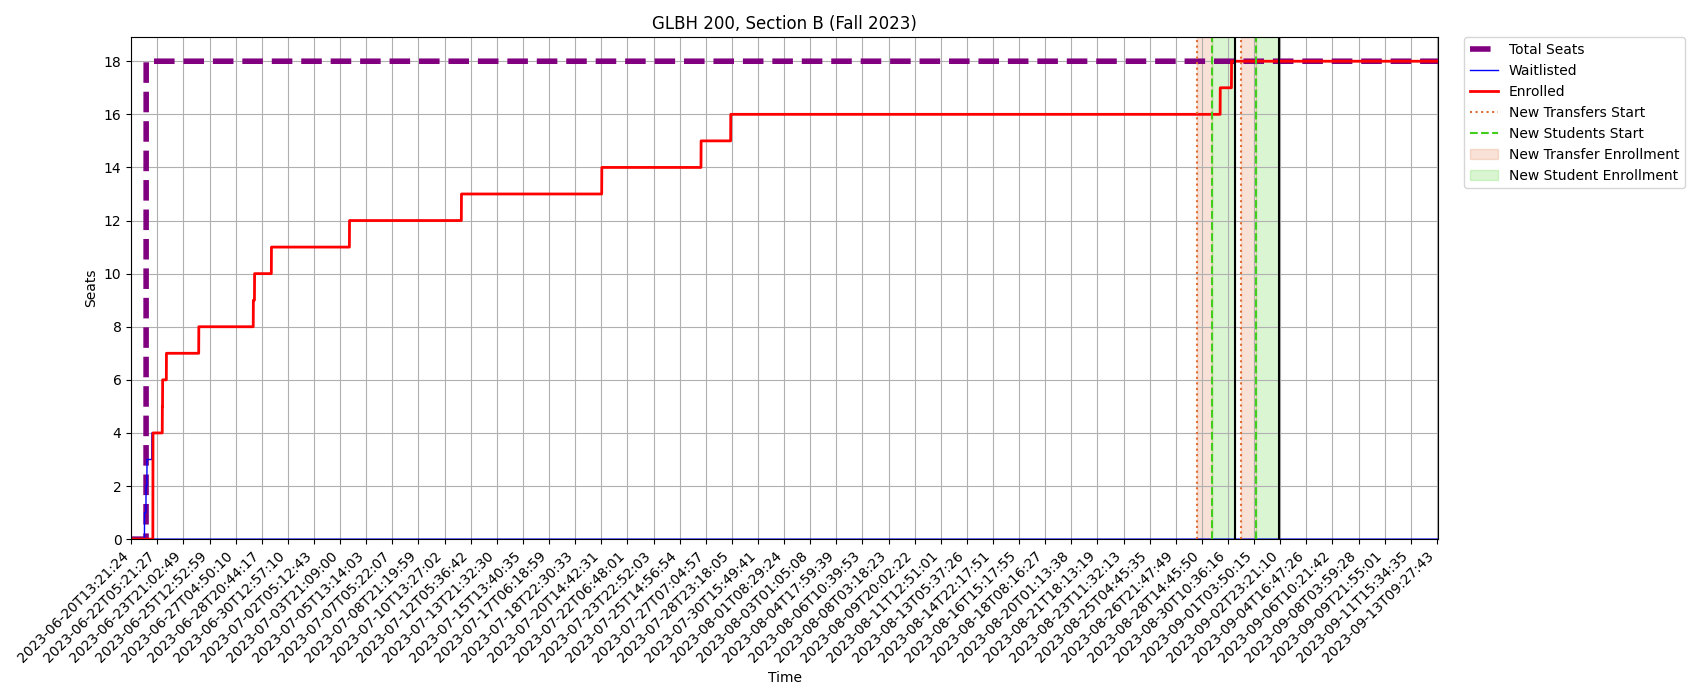 GLBH 200, Section B (Fall 2023)
Total Seats
Waitlisted
Enrolled
New Transfers Start
New Students Start
New Transfer Enrollment
New Student Enrollment
Seats
18
16
14
12
10
8
6
4
2
0
2023-06-20T13:21:24
2023-06-22T05:21:27
2023-06-23T21:02:49
2023-06-25T12:52:59
2023-06-27T04:50:10
2023-06-28T20:44:17
2023-06-30T12:57:10
2023-07-02T05:12:43
2023-07-03T21:09:00
2023-07-05T13:14:03
2023-07-07T05:22:07
2023-07-08T21:19:59
2023-07-10T13:27:02
2023-07-12T05:36:42
2023-07-13T21:32:30
2023-07-15T13:40:35
2023-07-17T06:18:59
2023-07-18T22:30:33
2023-07-20T14:42:31
2023-07-22T06:48:01
2023-07-23T22:52:03
2023-07-25T14:56:54
2023-07-27T07:04:57
2023-07-28T23:18:05
2023-07-30T15:49:41
2023-08-01T08:29:24
2023-08-03T01:05:08
2023-08-04T17:59:39
2023-08-06T10:39:53
2023-08-08T03:18:23
2023-08-09T20:02:22
2023-08-11T12:51:01
2023-08-13T05:37:26
2023-08-14T22:17:51
2023-08-16T15:17:55
2023-08-18T08:16:27
2023-08-20T01:13:38
2023-08-21T18:13:19
2023-08-23T11:32:13
2023-08-25T04:45:35
2023-08-26T21:47:49
2023-08-28T14:45:50
2023-08-30T10:36:16
2023-09-01T03:50:15
2023-09-02T23:21:10
2023-09-04T16:47:26
2023-09-06T10:21:42
2023-09-08T03:59:28
2023-09-09T21:55:01
2023-09-11T15:34:35
2023-09-13T09:27:43
Time